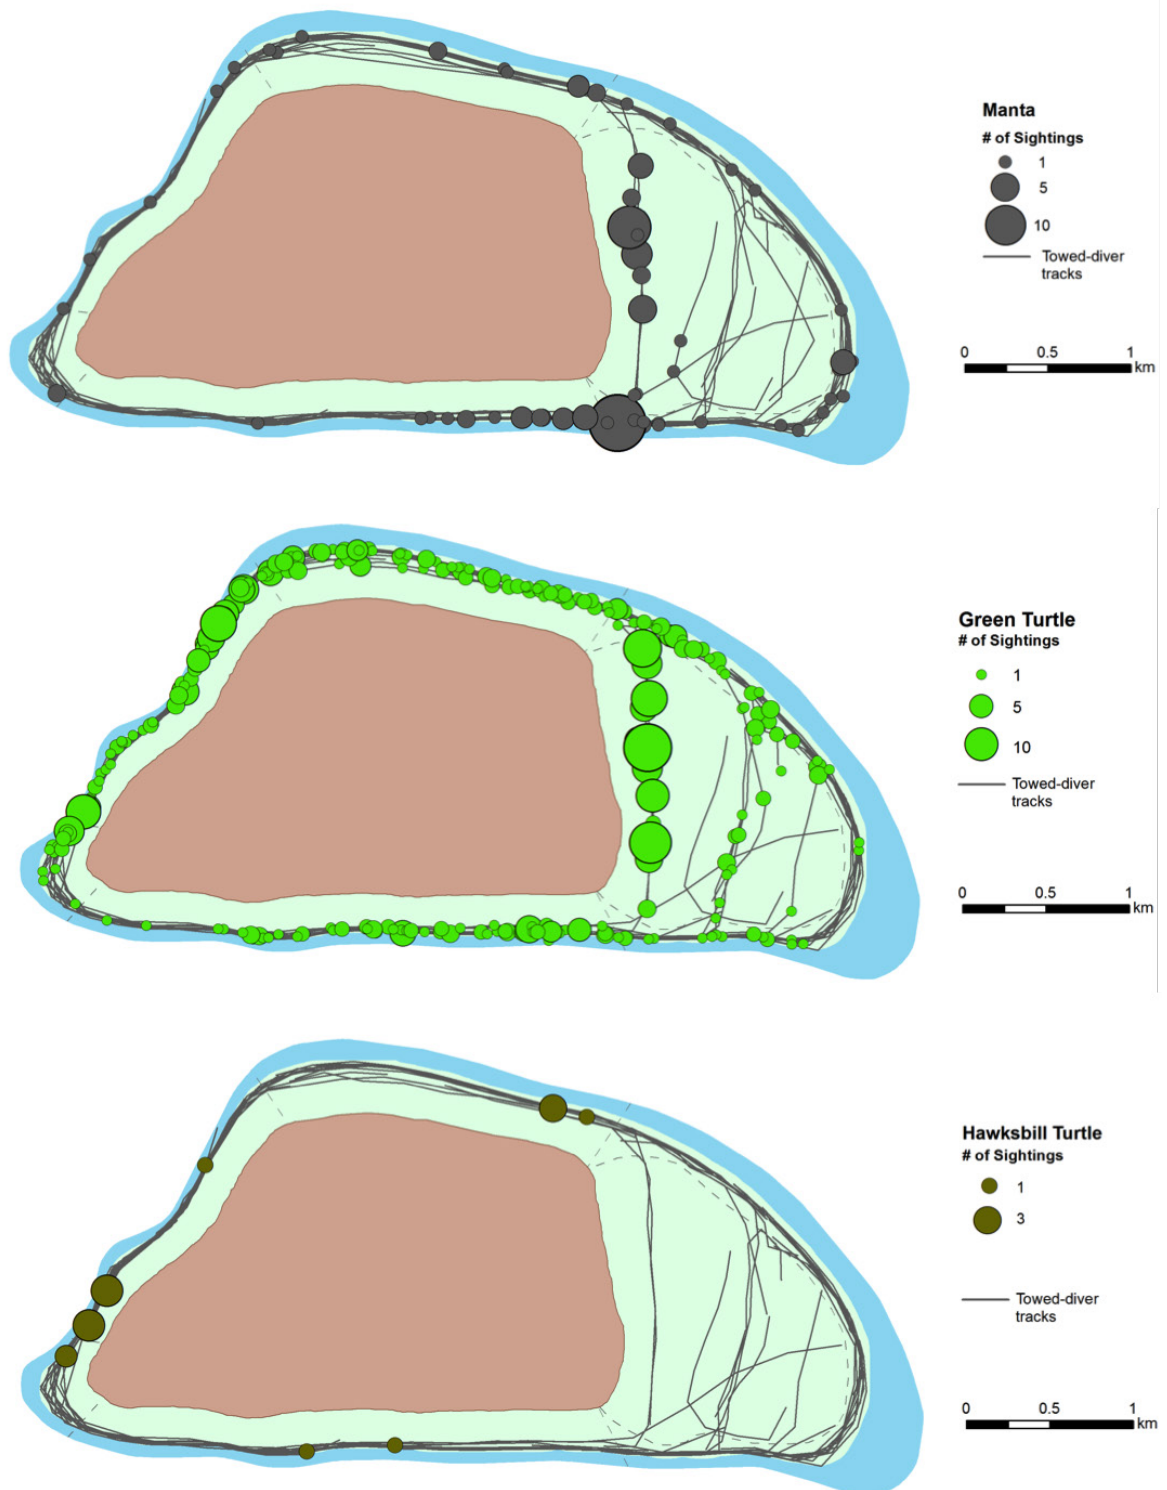 Manta
# of Sightings
1
5
10
Towed-diver
tracks
0 0.5 1
km
Green Turtle
# of Sightings
1
5
10
Towed-diver
tracks
0 0.5 1
km
Hawksbill Turtle
# of Sightings
1
3
Towed-diver
tracks
0 0.5 1
km